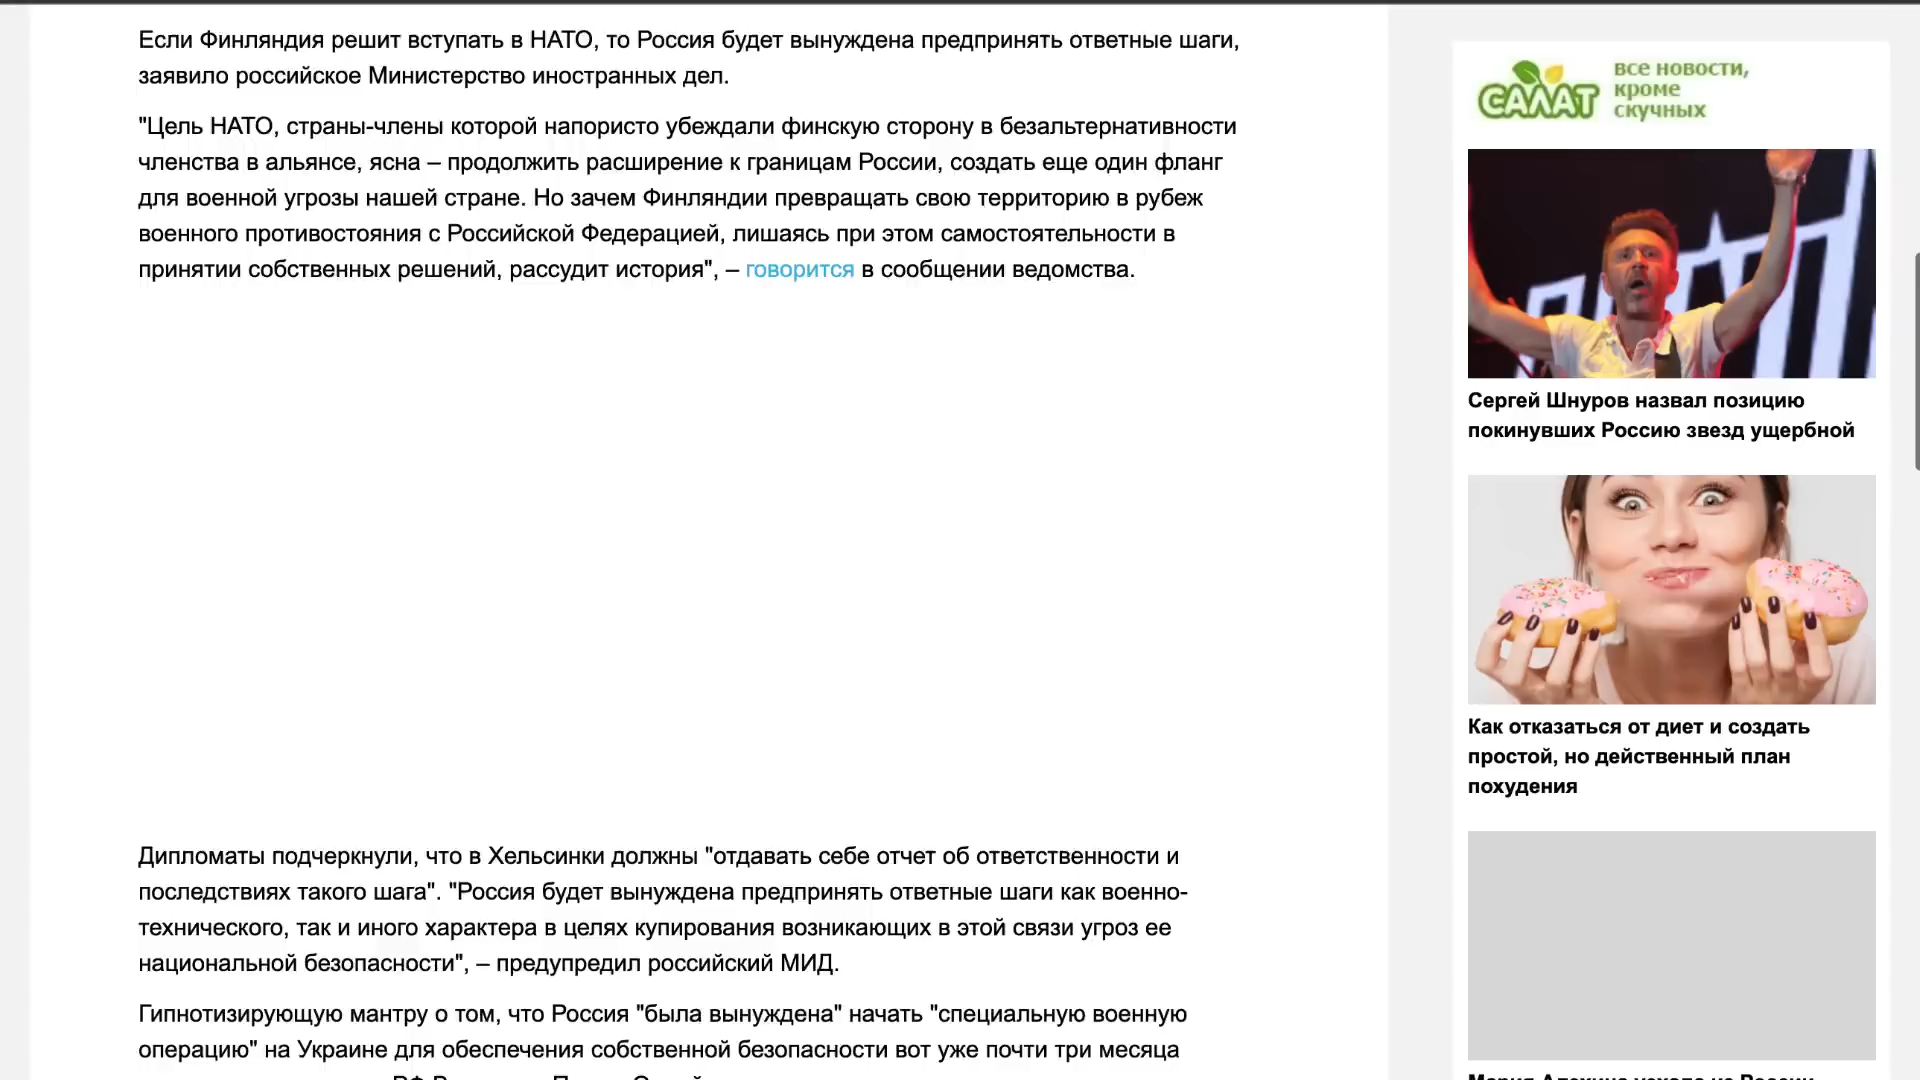 Если Финляндия решит вступать в НАТО, то Россия будет вынуждена предпринять ответные шаги,
заявило российское Министерство иностранных дел.
"Цель НАТО, страны-члены которой напористо убеждали финскую сторону в безальтернативности
членства в альянсе, ясна – продолжить расширение к границам России, создать еще один фланг
для военной угрозы нашей стране. Но зачем Финляндии превращать свою территорию в рубеж
военного противостояния с Российской Федерацией, лишаясь при этом самостоятельности в
принятии собственных решений, рассудит история", – говорится в сообщении ведомства.
Дипломаты подчеркнули, что в Хельсинки должны "отдавать себе отчет об ответственности и
последствиях такого шага". "Россия будет вынуждена предпринять ответные шаги как военно-
технического, так и иного характера в целях купирования возникающих в этой связи угроз ее
национальной безопасности", – предупредил российский МИД.
Гипнотизирующую мантру о том, что Россия "была вынуждена" начать "специальную военную
операцию" на Украине для обеспечения собственной безопасности вот уже почти три месяца
САЛАТ
все новости,
кроме
скучных
Сергей Шнуров назвал позицию
покинувших Россию звезд ущербной
Как отказаться от диет и создать
простой, но действенный план
похудения